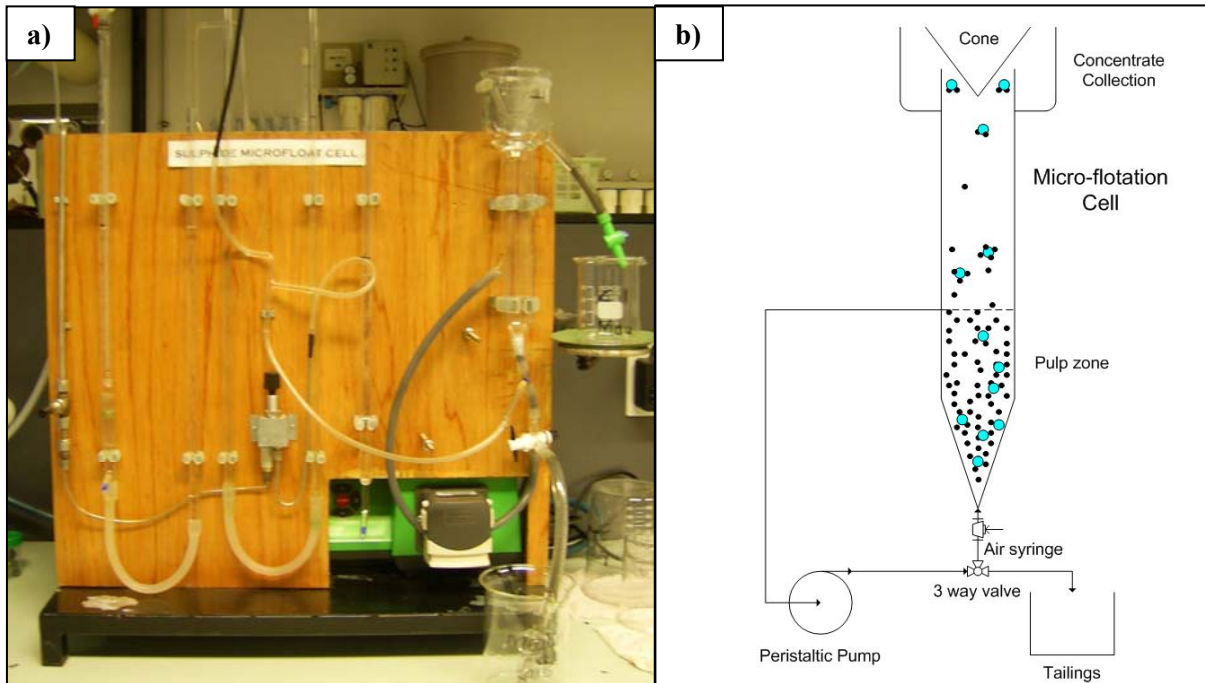 a)
SULPHIDE MICROFLOAT CELL
b)
Cone
Concentrate
Collection
Micro-flotation
Cell
Pulp zone
Air syringe
3 way valve
Peristaltic Pump
Tailings